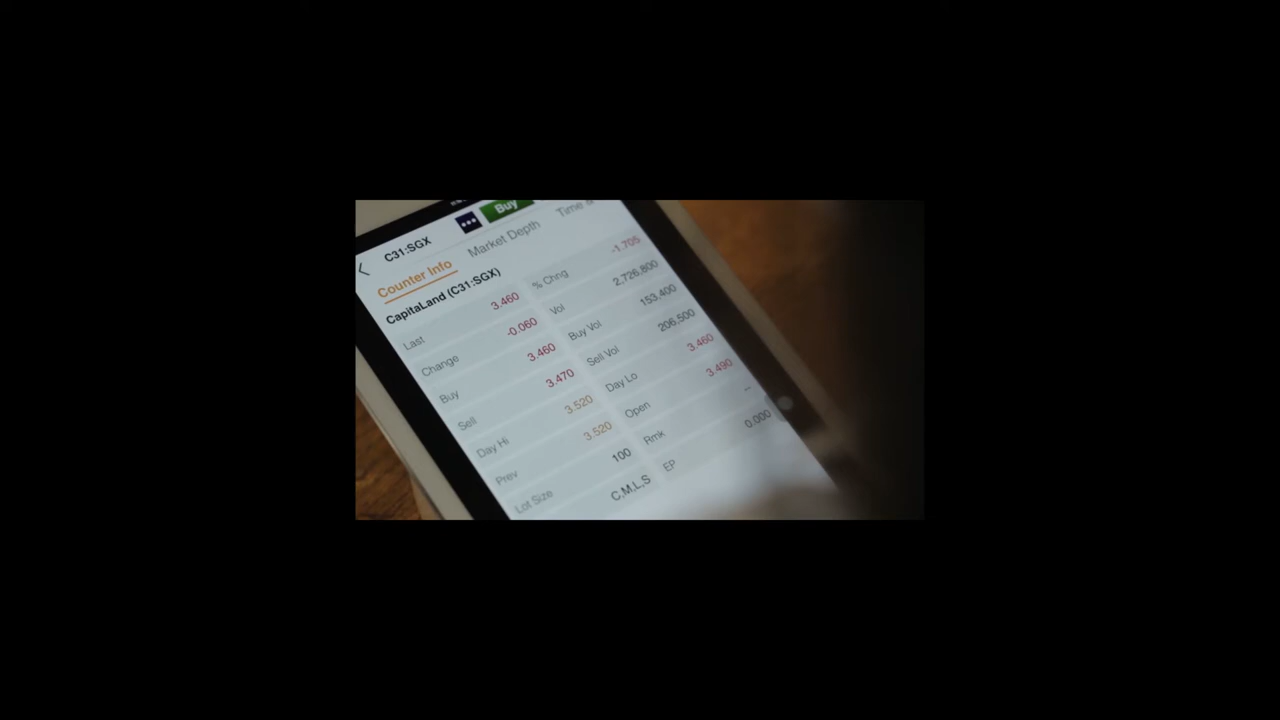 C31:SGX
Buy
Counter Info Market Depth Time &
CapitaLand (C31:SGX)
Last 3.460 % Chng -1.705
Change -0.060 Vol 2,726,800
Buy 3.460 Buy Vol 153,400
Sell 3.470 Sell Vol 206,500
Day Hi 3.520 Day Lo 3.460
Prev 3.520 Open 3.490
Lot Size 100 Rmk --
C,M,L,S EP 0.000